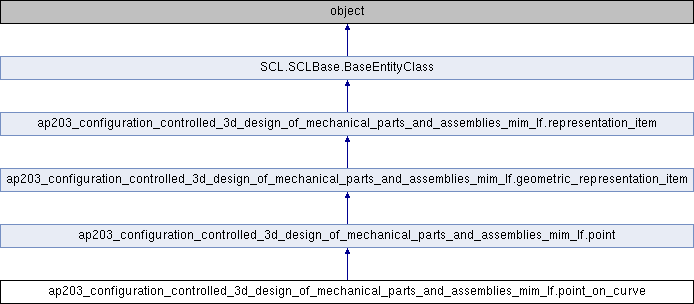 object
SCL.SCLBase.BaseEntityClass
ap203_configuration_controlled_3d_design_of_mechanical_parts_and_assemblies_mim_lf.representation_item
ap203_configuration_controlled_3d_design_of_mechanical_parts_and_assemblies_mim_lf.geometric_representation_item
ap203_configuration_controlled_3d_design_of_mechanical_parts_and_assemblies_mim_lf.point
ap203_configuration_controlled_3d_design_of_mechanical_parts_and_assemblies_mim_lf.point_on_curve